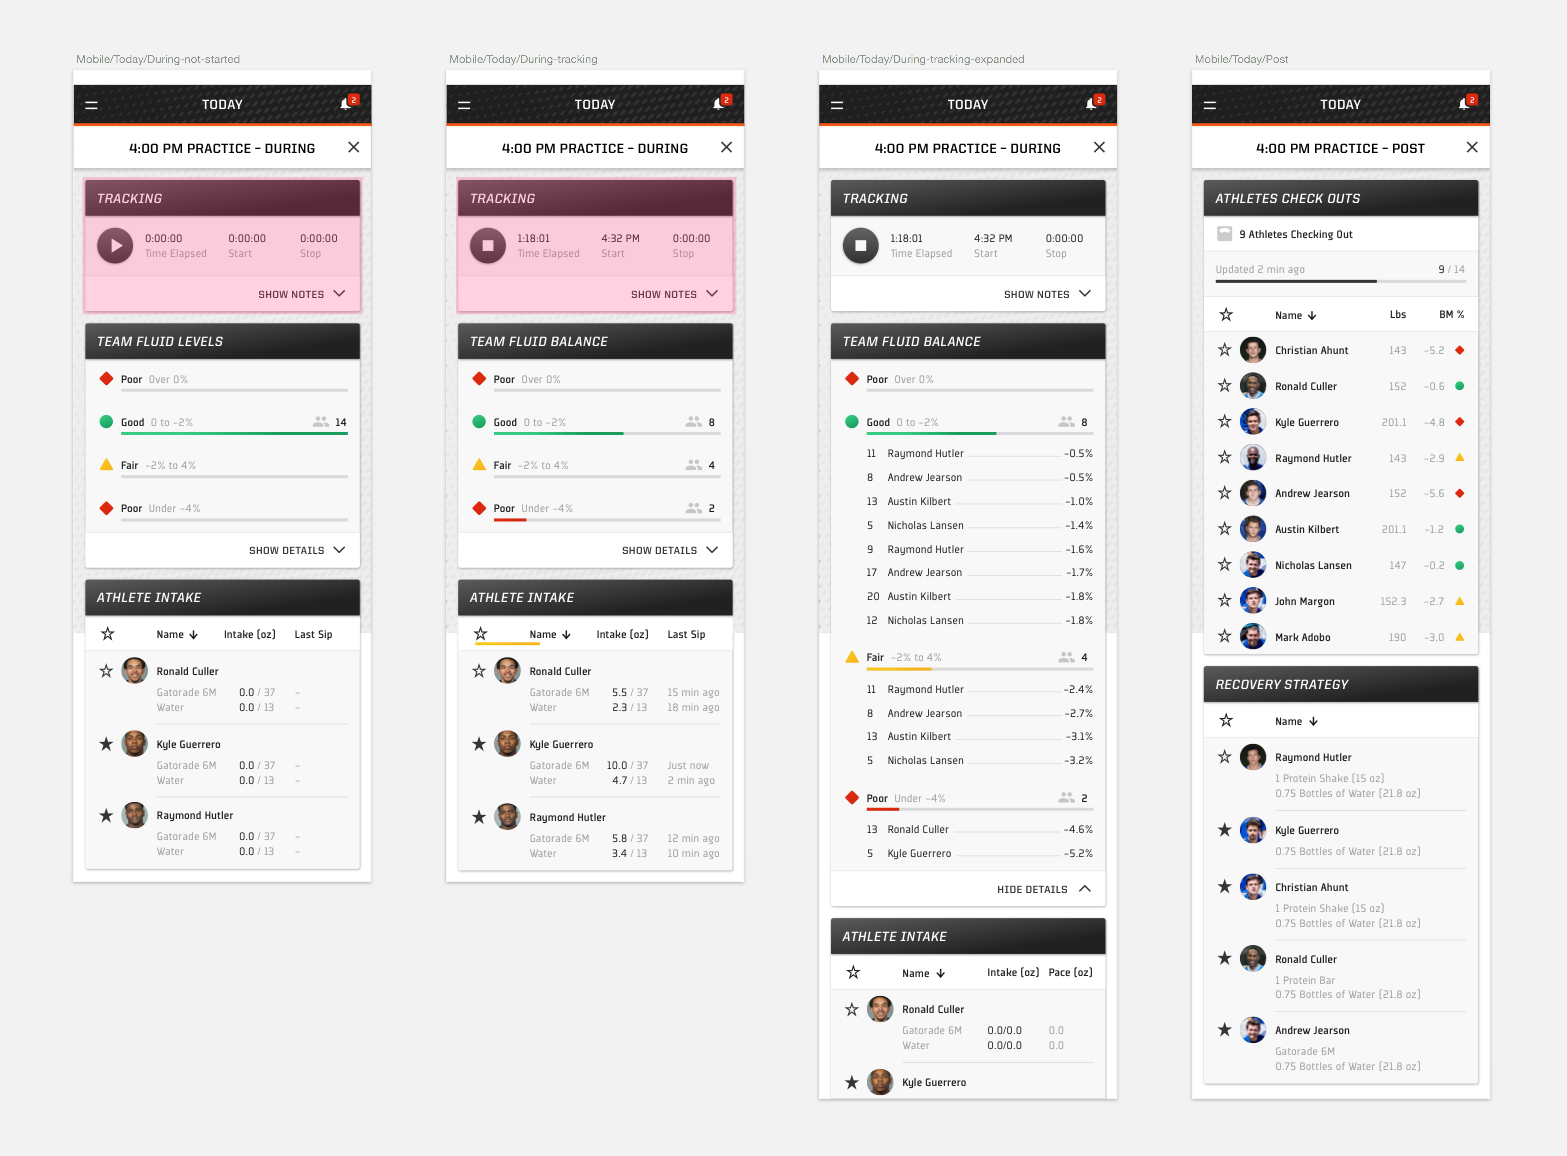 Mobile/Today/During-not-started
TODAY
2
4:00 PM PRACTICE – DURING
TRACKING
0:00:00 0:00:00 0:00:00
Time Elapsed Start Stop
SHOW NOTES
TEAM FLUID LEVELS
Poor Over 0%
Good 0 to -2% 14
Fair -2% to 4%
Poor Under -4%
SHOW DETAILS
ATHLETE INTAKE
Name Intake (oz) Last Sip
Ronald Culler
Gatorade 6M 0.0 / 37 –
Water 0.0 / 13 –
Kyle Guerrero
Gatorade 6M 0.0 / 37 –
Water 0.0 / 13 –
Raymond Hutler
Gatorade 6M 0.0 / 37 –
Water 0.0 / 13 –
Mobile/Today/During-tracking
TODAY
2
4:00 PM PRACTICE – DURING
TRACKING
1:18:01 4:32 PM 0:00:00
Time Elapsed Start Stop
SHOW NOTES
TEAM FLUID BALANCE
Poor Over 0%
Good 0 to -2% 8
Fair -2% to 4% 4
Poor Under -4% 2
SHOW DETAILS
ATHLETE INTAKE
Name Intake (oz) Last Sip
Ronald Culler
Gatorade 6M 5.5 / 37 15 min ago
Water 2.3 / 13 18 min ago
Kyle Guerrero
Gatorade 6M 10.0 / 37 Just now
Water 4.7 / 13 2 min ago
Raymond Hutler
Gatorade 6M 5.8 / 37 12 min ago
Water 3.4 / 13 10 min ago
Mobile/Today/During-tracking-expanded
TODAY
2
4:00 PM PRACTICE – DURING
TRACKING
1:18:01 4:32 PM 0:00:00
Time Elapsed Start Stop
SHOW NOTES
TEAM FLUID BALANCE
Poor Over 0%
Good 0 to -2% 8
11 Raymond Hutler -0.5%
8 Andrew Jearson -0.5%
13 Austin Kilbert -1.0%
5 Nicholas Lansen -1.4%
9 Raymond Hutler -1.6%
17 Andrew Jearson -1.7%
20 Austin Kilbert -1.8%
12 Nicholas Lansen -1.8%
Fair -2% to 4% 4
11 Raymond Hutler -2.4%
8 Andrew Jearson -2.7%
13 Austin Kilbert -3.1%
5 Nicholas Lansen -3.2%
Poor Under -4% 2
13 Ronald Culler -4.6%
5 Kyle Guerrero -5.2%
HIDE DETAILS
ATHLETE INTAKE
Name Intake (oz) Pace (oz)
Ronald Culler
Gatorade 6M 0.0/0.0 0.0
Water 0.0/0.0 0.0
Kyle Guerrero
Mobile/Today/Post
TODAY
2
4:00 PM PRACTICE – POST
ATHLETES CHECK OUTS
9 Athletes Checking Out
Updated 2 min ago 9 / 14
Name Lbs BM %
Christian Ahunt 143 -5.2
Ronald Culler 152 -0.6
Kyle Guerrero 201.1 -4.8
Raymond Hutler 143 -2.9
Andrew Jearson 152 -5.6
Austin Kilbert 201.1 -1.2
Nicholas Lansen 147 -0.2
John Margon 152.3 -2.7
Mark Adobo 190 -3.0
RECOVERY STRATEGY
Name
Raymond Hutler
1 Protein Shake (15 oz)
0.75 Bottles of Water (21.8 oz)
Kyle Guerrero
0.75 Bottles of Water (21.8 oz)
Christian Ahunt
1 Protein Shake (15 oz)
0.75 Bottles of Water (21.8 oz)
Ronald Culler
1 Protein Bar
0.75 Bottles of Water (21.8 oz)
Andrew Jearson
Gatorade 6M
0.75 Bottles of Water (21.8 oz)